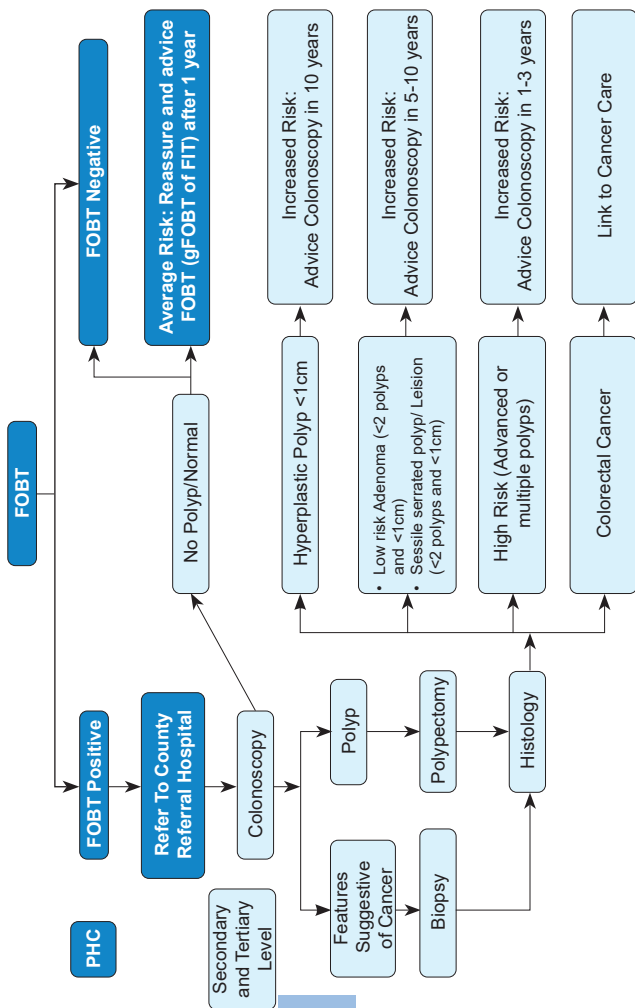 FOBT
PHC
FOBT Positive
FOBT Negative
Refer To County
Referral Hospital
Average Risk: Reassure and advice
FOBT (gFOBT of FIT) after 1 year
Secondary
and Tertiary
Level
Colonoscopy
No Polyp/Normal
Features
Suggestive
of Cancer
Polyp
Hyperplastic Polyp <1cm
Increased Risk:
Advice Colonoscopy in 10 years
Biopsy
Polypectomy
• Low risk Adenoma (<2 polyps
and <1cm)
• Sessile serrated polyp/ Leision
(<2 polyps and <1cm)
Increased Risk:
Advice Colonoscopy in 5-10 years
Histology
High Risk (Advanced or
multiple polyps)
Increased Risk:
Advice Colonoscopy in 1-3 years
Colorectal Cancer
Link to Cancer Care